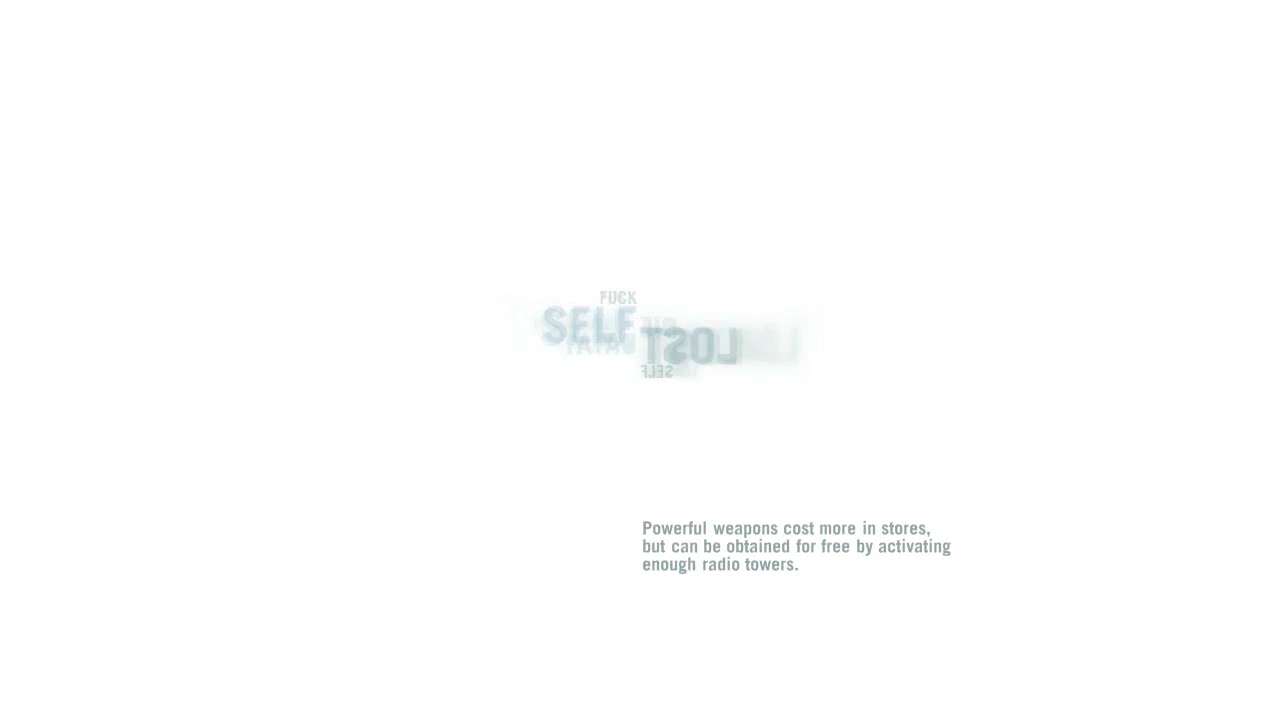 FUCK
SELF
LOST
SELF
Powerful weapons cost more in stores,
but can be obtained for free by activating
enough radio towers.